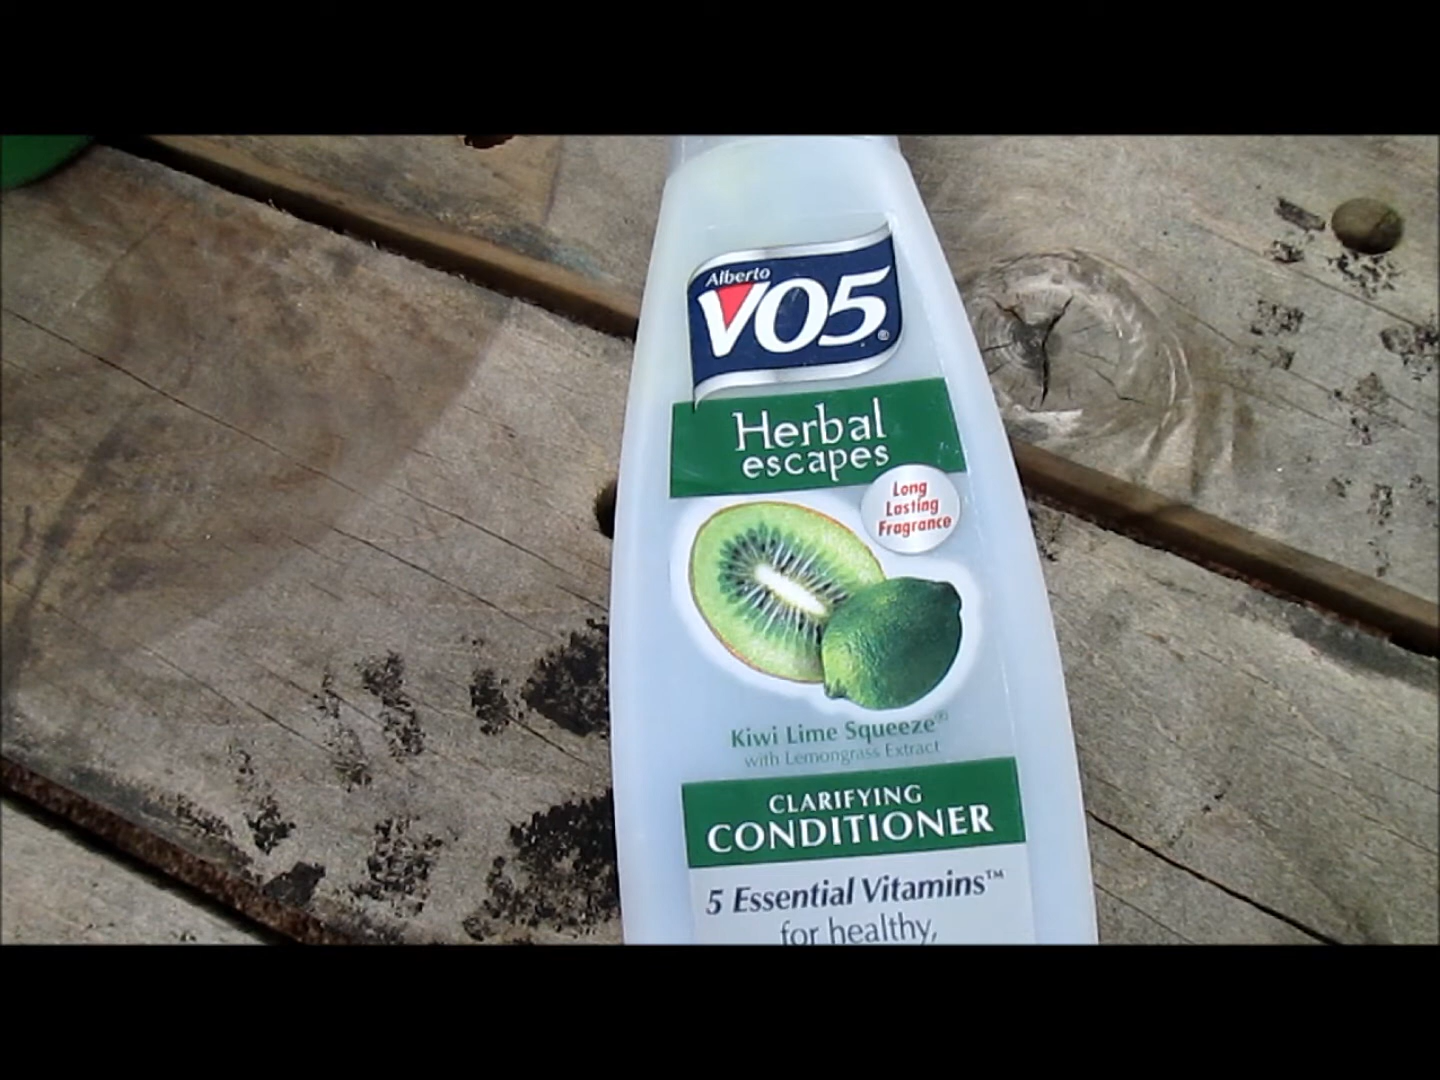 Alberto
VO5®
Herbal
escapes
Long
Lasting
Fragrance
Kiwi Lime Squeeze®
with Lemongrass Extract
CLARIFYING
CONDITIONER
5 Essential Vitamins™
for healthy,